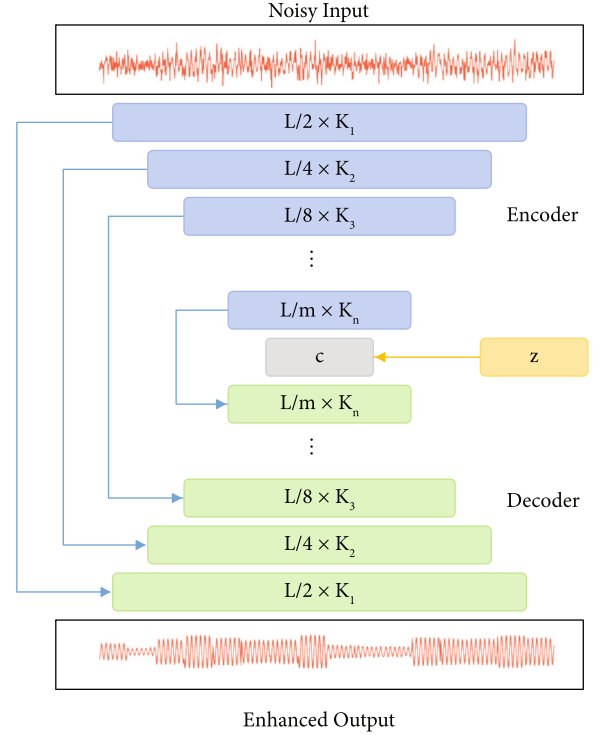 Noisy Input
L/2 × K₁
L/4 × K₂
L/8 × K₃
Encoder
⋮
L/m × Kₙ
c
z
L/m × Kₙ
⋮
L/8 × K₃
Decoder
L/4 × K₂
L/2 × K₁
Enhanced Output